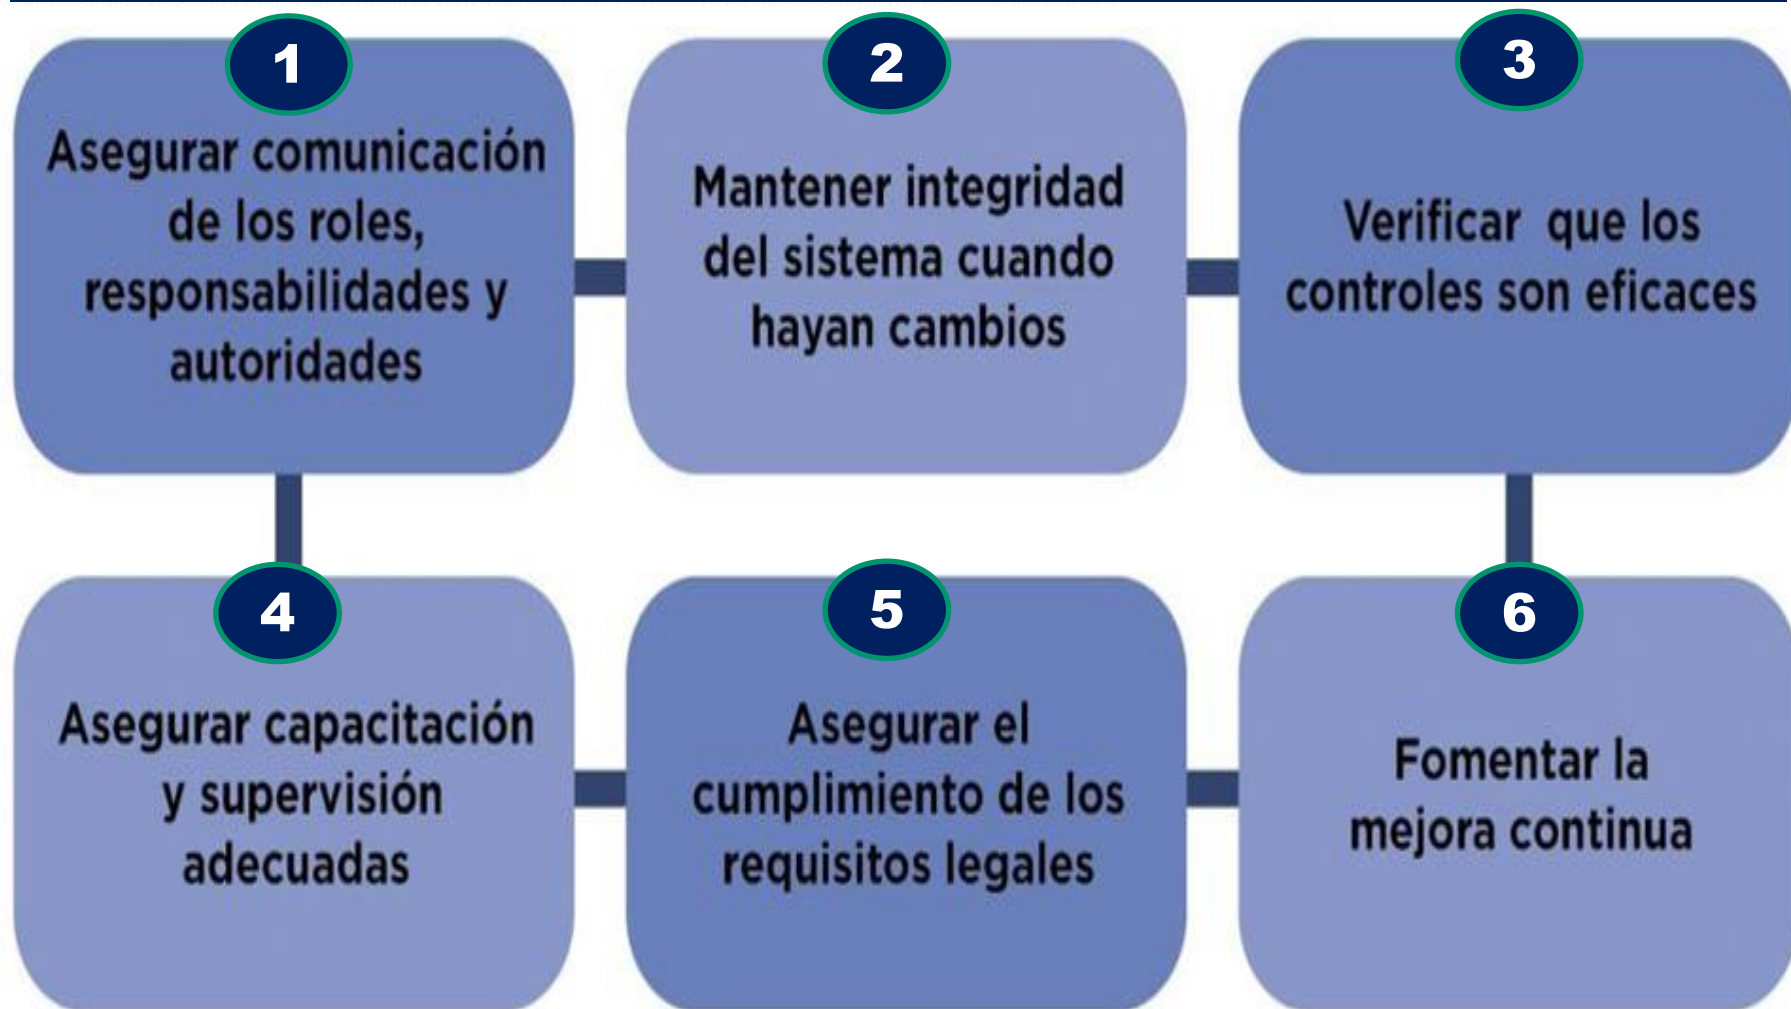 1
Asegurar comunicación
de los roles,
responsabilidades y
autoridades
2
Mantener integridad
del sistema cuando
hayan cambios
3
Verificar que los
controles son eficaces
4
Asegurar capacitación
y supervisión
adecuadas
5
Asegurar el
cumplimiento de los
requisitos legales
6
Fomentar la
mejora continua